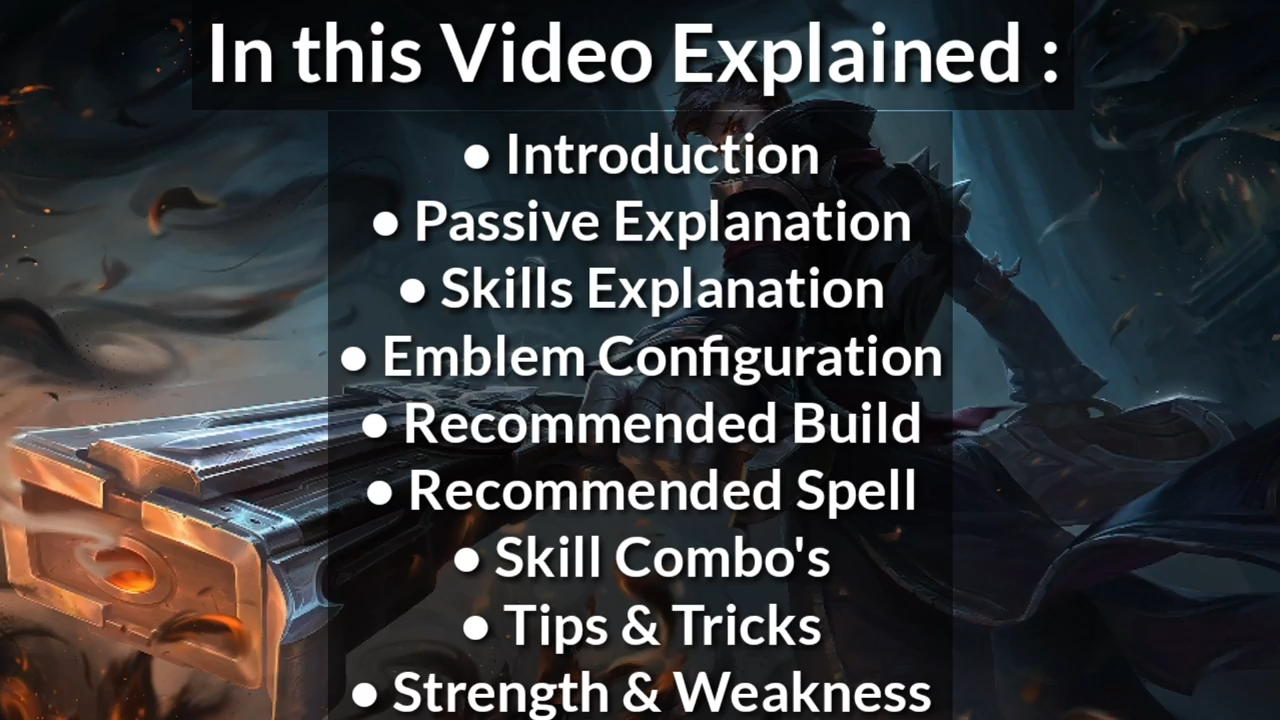 In this Video Explained :
● Introduction
● Passive Explanation
● Skills Explanation
● Emblem Configuration
● Recommended Build
● Recommended Spell
● Skill Combo's
● Tips & Tricks
● Strength & Weakness